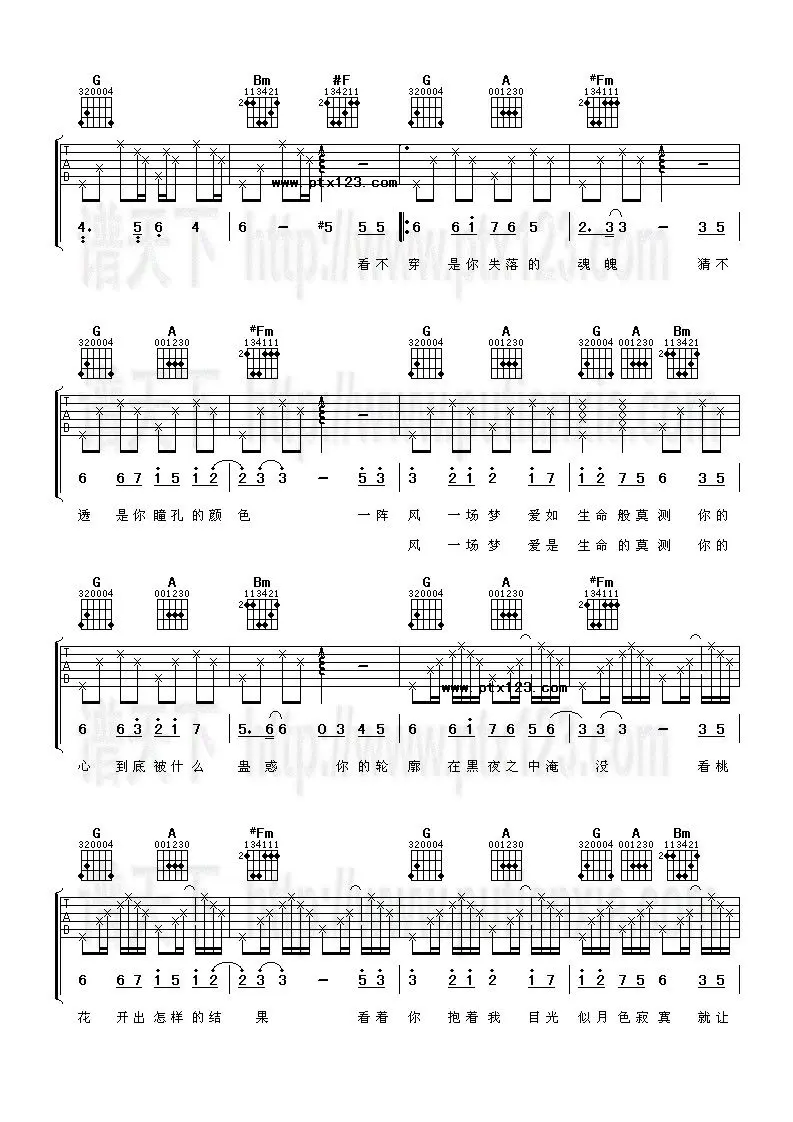 G Bm #F G A #Fm
320004 113421 134211 320004 001230 134111
2 2 2
T
A
B
www.ptx123.com
4. 5 6 4 6 - #5 5 5 6 6 1 7 6 5 2. 3 3 - 3 5
看不 穿 是你失落的 魂魄 猜不
G A #Fm G A G A Bm
320004 001230 134111 320004 001230 320004 001230 113421
2 2
T
A
B
6 6 7 1 5 1 2 2 3 3 - 5 3 3 2 1 2 1 7 1 2 7 5 6 3 5
透 是你瞳孔的颜 色 一阵 风 一场梦 爱如 生命般莫测 你的
风 一场梦 爱是 生命的莫测 你的
G A Bm G A #Fm
320004 001230 113421 320004 001230 134111
2 2
T
A
B
www.ptx123.com
6 6 3 2 1 7 5. 6 6 0 3 4 5 6 6 1 7 6 5 6 3 3 - 3 5
心 到底被什么 蛊惑 你的轮 廓 在黑夜之中淹 没 看桃
G A #Fm G A G A Bm
320004 001230 134111 320004 001230 320004 001230 113421
2 2
T
A
B
6 6 7 1 5 1 2 2 3 3 - 5 3 3 2 1 2 1 7 1 2 7 5 6 3 5
花 开出怎样的结 果 看着 你 抱着我 目光 似月色寂寞 就让